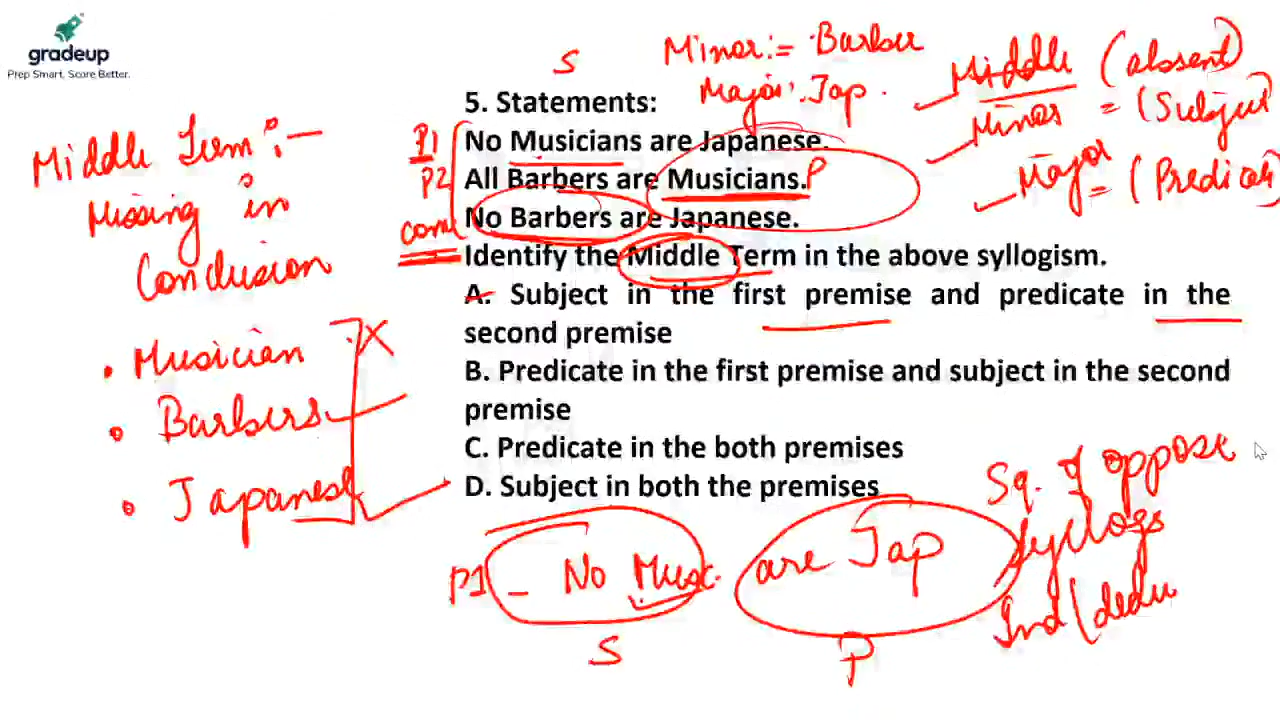 gradeup
Prep Smart, Score Better.
Middle Term :-
Missing in
Conclusion
• Musician X
• Barbers
• Japanese
S
Minor:- Barber
Major: Jap.
Middle (absent)
Minor = (Subject
Major = (Predicate
5. Statements:
P1 No Musicians are Japanese.
P2 All Barbers are Musicians. P
No Barbers are Japanese.
Identify the Middle Term in the above syllogism.
A. Subject in the first premise and predicate in the
second premise
B. Predicate in the first premise and subject in the second
premise
C. Predicate in the both premises
D. Subject in both the premises
P1 - No Musc. are Jap
S P
Sq. of oppose
Ind/dedu